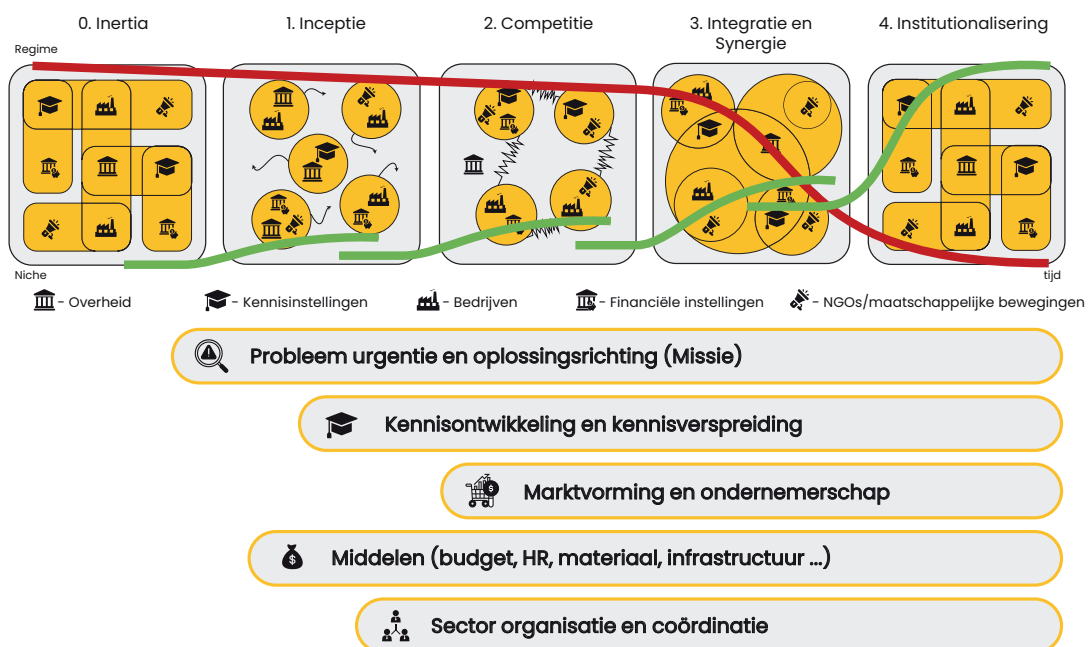 0. Inertia
1. Inceptie
2. Competitie
3. Integratie en
Synergie
4. Institutionalisering
Regime
Niche
tijd
- Overheid
- Kennisinstellingen
- Bedrijven
- Financiële instellingen
- NGOs/maatschappelijke bewegingen
Probleem urgentie en oplossingsrichting (Missie)
Kennisontwikkeling en kennisverspreiding
Marktvorming en ondernemerschap
Middelen (budget, HR, materiaal, infrastructuur ...)
Sector organisatie en coördinatie